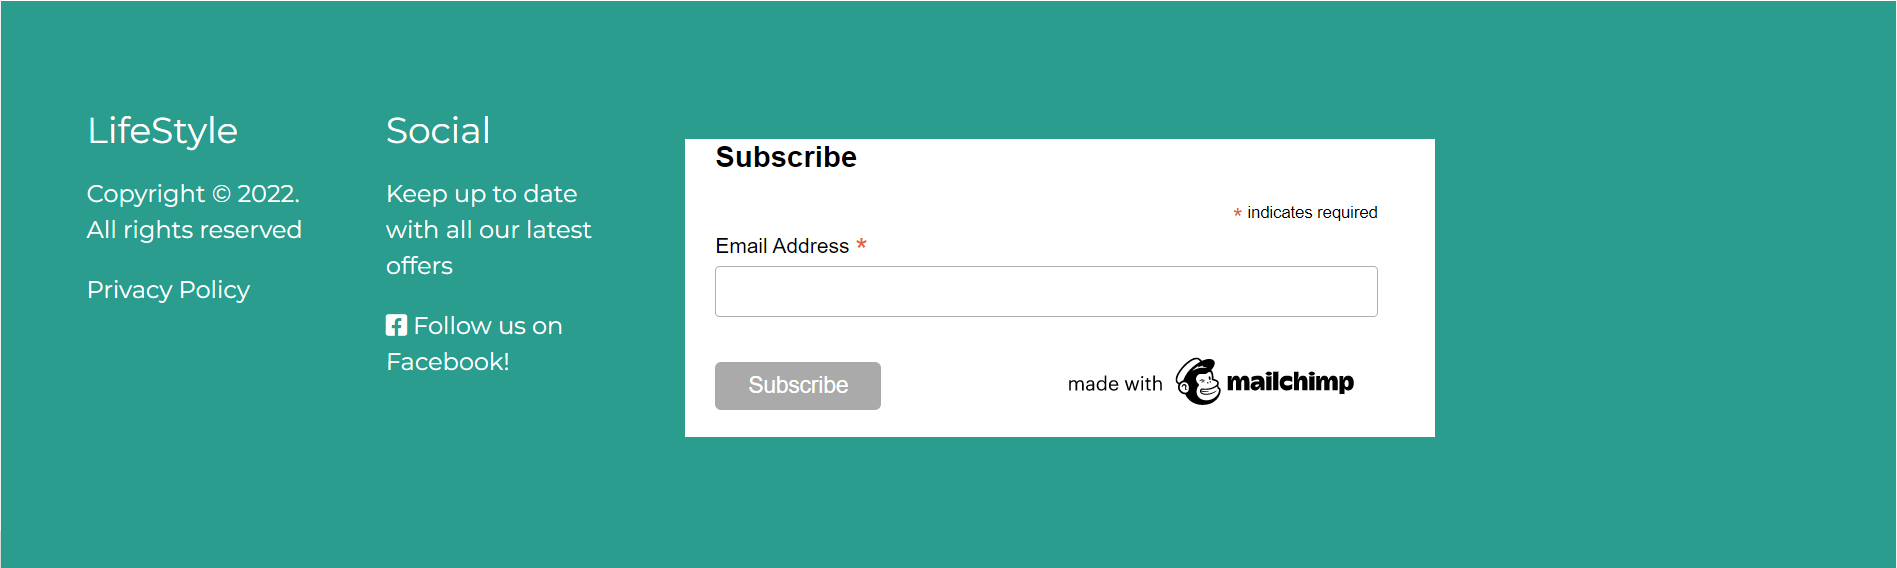 LifeStyle
Copyright © 2022.
All rights reserved
Privacy Policy
Social
Keep up to date
with all our latest
offers
Follow us on
Facebook!
Subscribe
* indicates required
Email Address *
Subscribe
made with mailchimp